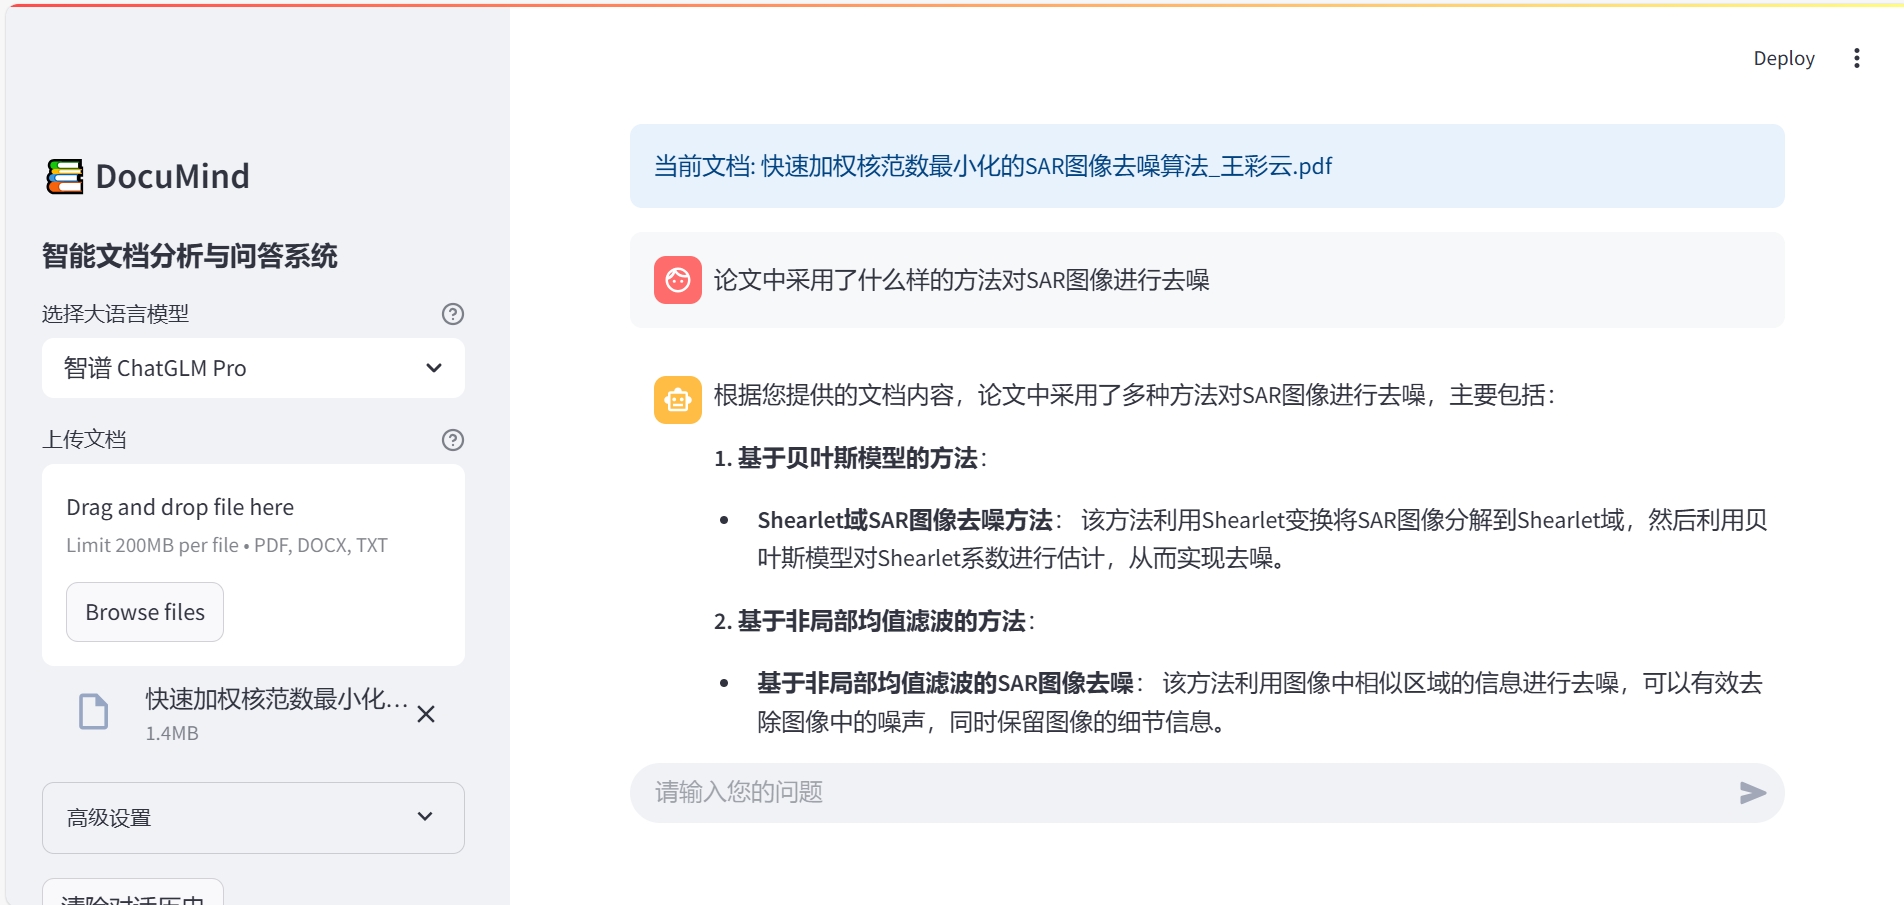 Deploy
DocuMind
智能文档分析与问答系统
选择大语言模型
智谱 ChatGLM Pro
上传文档
Drag and drop file here
Limit 200MB per file • PDF, DOCX, TXT
Browse files
快速加权核范数最小化...
1.4MB
高级设置
清除对话历史
当前文档: 快速加权核范数最小化的SAR图像去噪算法_王彩云.pdf
论文中采用了什么样的方法对SAR图像进行去噪
根据您提供的文档内容，论文中采用了多种方法对SAR图像进行去噪，主要包括：
1. 基于贝叶斯模型的方法：
• Shearlet域SAR图像去噪方法： 该方法利用Shearlet变换将SAR图像分解到Shearlet域，然后利用贝
叶斯模型对Shearlet系数进行估计，从而实现去噪。
2. 基于非局部均值滤波的方法：
• 基于非局部均值滤波的SAR图像去噪： 该方法利用图像中相似区域的信息进行去噪，可以有效去
除图像中的噪声，同时保留图像的细节信息。
请输入您的问题